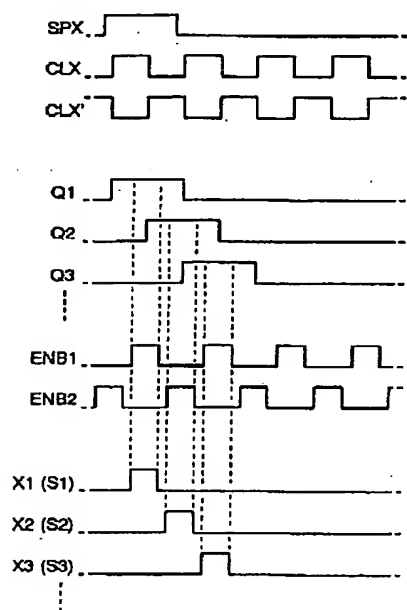 SPX
CLX
CLX'
Q1
Q2
Q3
ENB1
ENB2
X1 (S1)
X2 (S2)
X3 (S3)